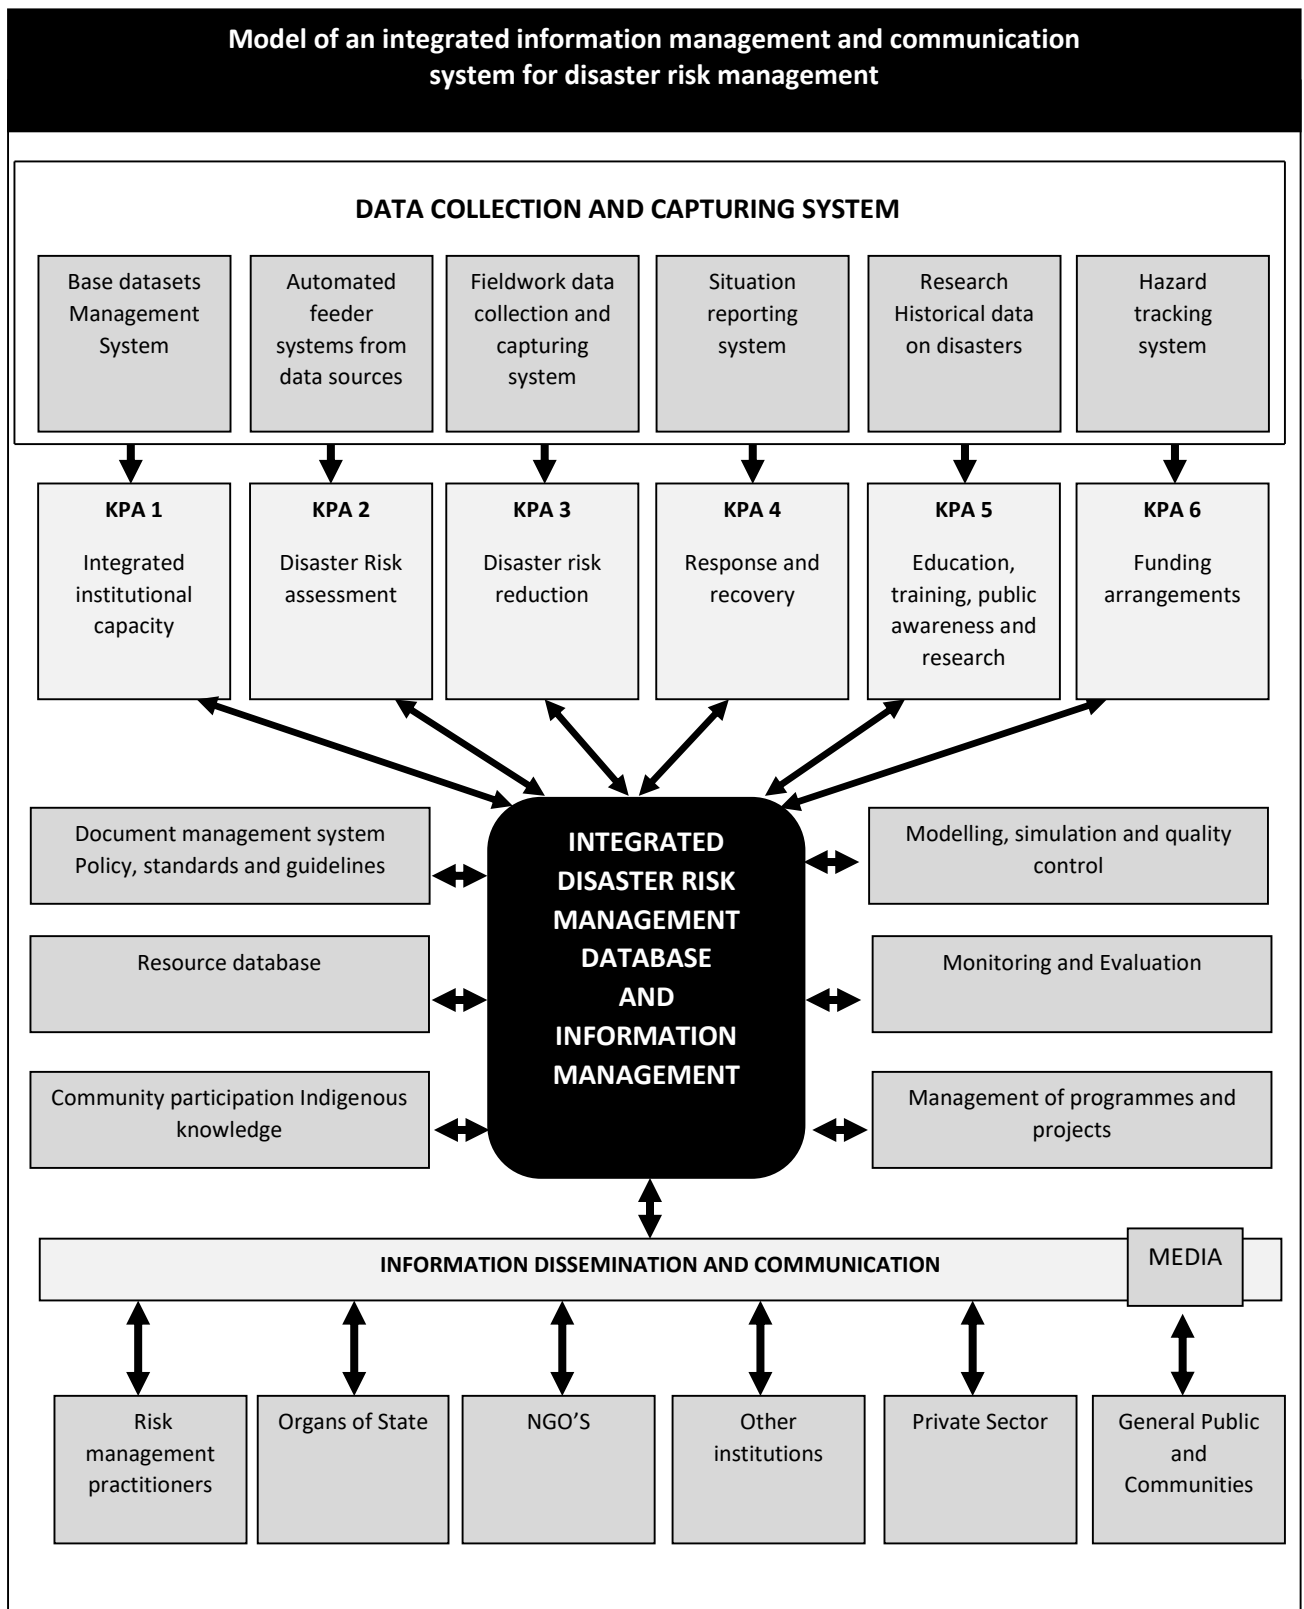 Model of an integrated information management and communication
system for disaster risk management
DATA COLLECTION AND CAPTURING SYSTEM
Base datasets
Management
System
Automated
feeder
systems from
data sources
Fieldwork data
collection and
capturing
system
Situation
reporting
system
Research
Historical data
on disasters
Hazard
tracking
system
KPA 1
Integrated
institutional
capacity
KPA 2
Disaster Risk
assessment
KPA 3
Disaster risk
reduction
KPA 4
Response and
recovery
KPA 5
Education,
training, public
awareness and
research
KPA 6
Funding
arrangements
Document management system
Policy, standards and guidelines
Resource database
Community participation Indigenous
knowledge
INTEGRATED
DISASTER RISK
MANAGEMENT
DATABASE
AND
INFORMATION
MANAGEMENT
Modelling, simulation and quality
control
Monitoring and Evaluation
Management of programmes and
projects
INFORMATION DISSEMINATION AND COMMUNICATION
MEDIA
Risk
management
practitioners
Organs of State
NGO’S
Other
institutions
Private Sector
General Public
and
Communities